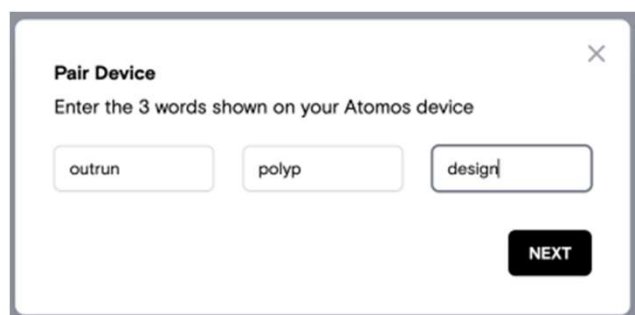 Pair Device
Enter the 3 words shown on your Atomos device
outrun polyp design
NEXT